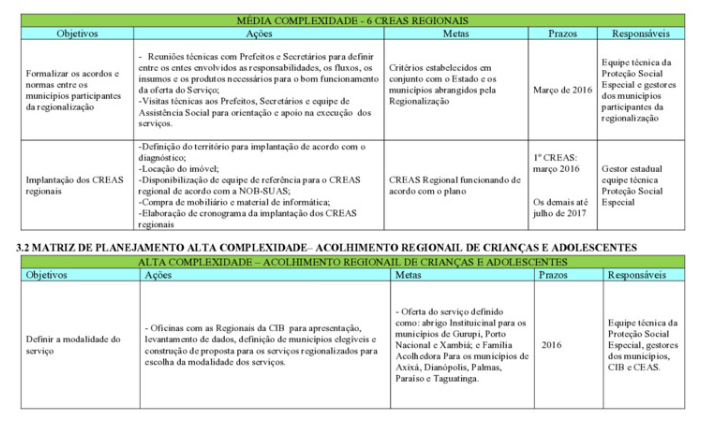 MÉDIA COMPLEXIDADE - 6 CREAS REGIONAIS
Objetivos Ações Metas Prazos Responsáveis
Formalizar os acordos e
normas entre os
municípios participantes
da regionalização
- Reuniões técnicas com Prefeitos e Secretários para definir
entre os entes envolvidos as responsabilidades, os fluxos, os
insumos e os produtos necessários para o bom funcionamento
da oferta do Serviço;
-Visitas técnicas aos Prefeitos, Secretários e equipe de
Assistência Social para orientação e apoio na execução dos
serviços.
Critérios estabelecidos em
conjunto com o Estado e os
municípios abrangidos pela
Regionalização
Março de 2016
Equipe técnica da
Proteção Social
Especial e gestores
dos municípios
participantes da
regionalização
Implantação dos CREAS
regionais
-Definição do território para implantação de acordo com o
diagnóstico;
-Locação do imóvel;
-Disponibilização de equipe de referência para o CREAS
regional de acordo com a NOB-SUAS;
-Compra de mobiliário e material de informática;
-Elaboração de cronograma da implantação dos CREAS
regionais
CREAS Regional funcionando de
acordo com o plano
1º CREAS:
março 2016
Os demais até
julho de 2017
Gestor estadual
equipe técnica
Proteção Social
Especial
3.2 MATRIZ DE PLANEJAMENTO ALTA COMPLEXIDADE– ACOLHIMENTO REGIONAIL DE CRIANÇAS E ADOLESCENTES
ALTA COMPLEXIDADE – ACOLHIMENTO REGIONAIL DE CRIANÇAS E ADOLESCENTES
Objetivos Ações Metas Prazos Responsáveis
Definir a modalidade do
serviço
- Oficinas com as Regionais da CIB para apresentação,
levantamento de dados, definição de municípios elegíveis e
construção de proposta para os serviços regionalizados para
escolha da modalidade dos serviços.
- Oferta do serviço definido
como: abrigo Instituicinal para os
municípios de Gurupi, Porto
Nacional e Xambiá; e Família
Acolhedora Para os municípios de
Axixá, Dianópolis, Palmas,
Paraíso e Taguatinga.
2016
Equipe técnica da
Proteção Social
Especial, gestores
dos municípios,
CIB e CEAS.